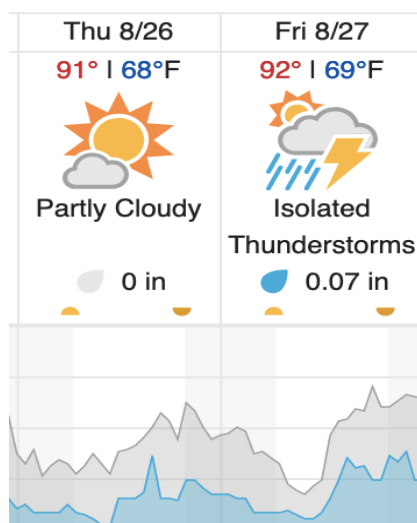 Thu 8/26
Fri 8/27
91° | 68°F
92° | 69°F
Partly Cloudy
Isolated
Thunderstorms
0 in
0.07 in